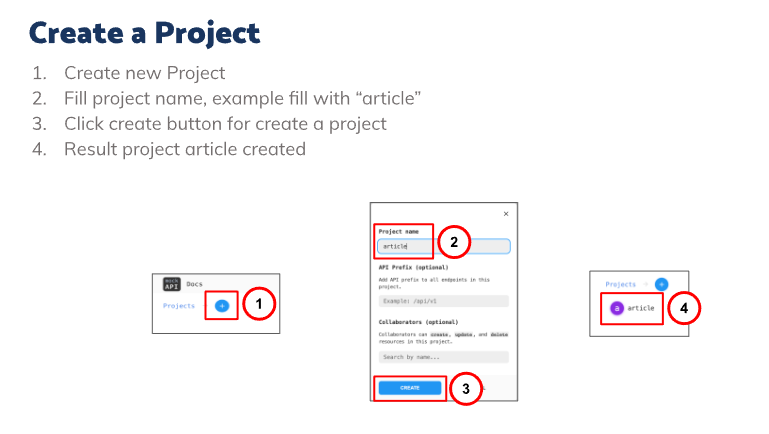 Create a Project
1. Create new Project
2. Fill project name, example fill with “article”
3. Click create button for create a project
4. Result project article created
API
Docs
Projects
+
1
×
Project name
article
2
API Prefix (optional)
Add API prefix to all endpoints in this
project.
Example: /api/v1
Collaborators (optional)
Collaborators can create, update, and delete
resources in this project.
Search by name...
CREATE
3
Projects +
a article
4